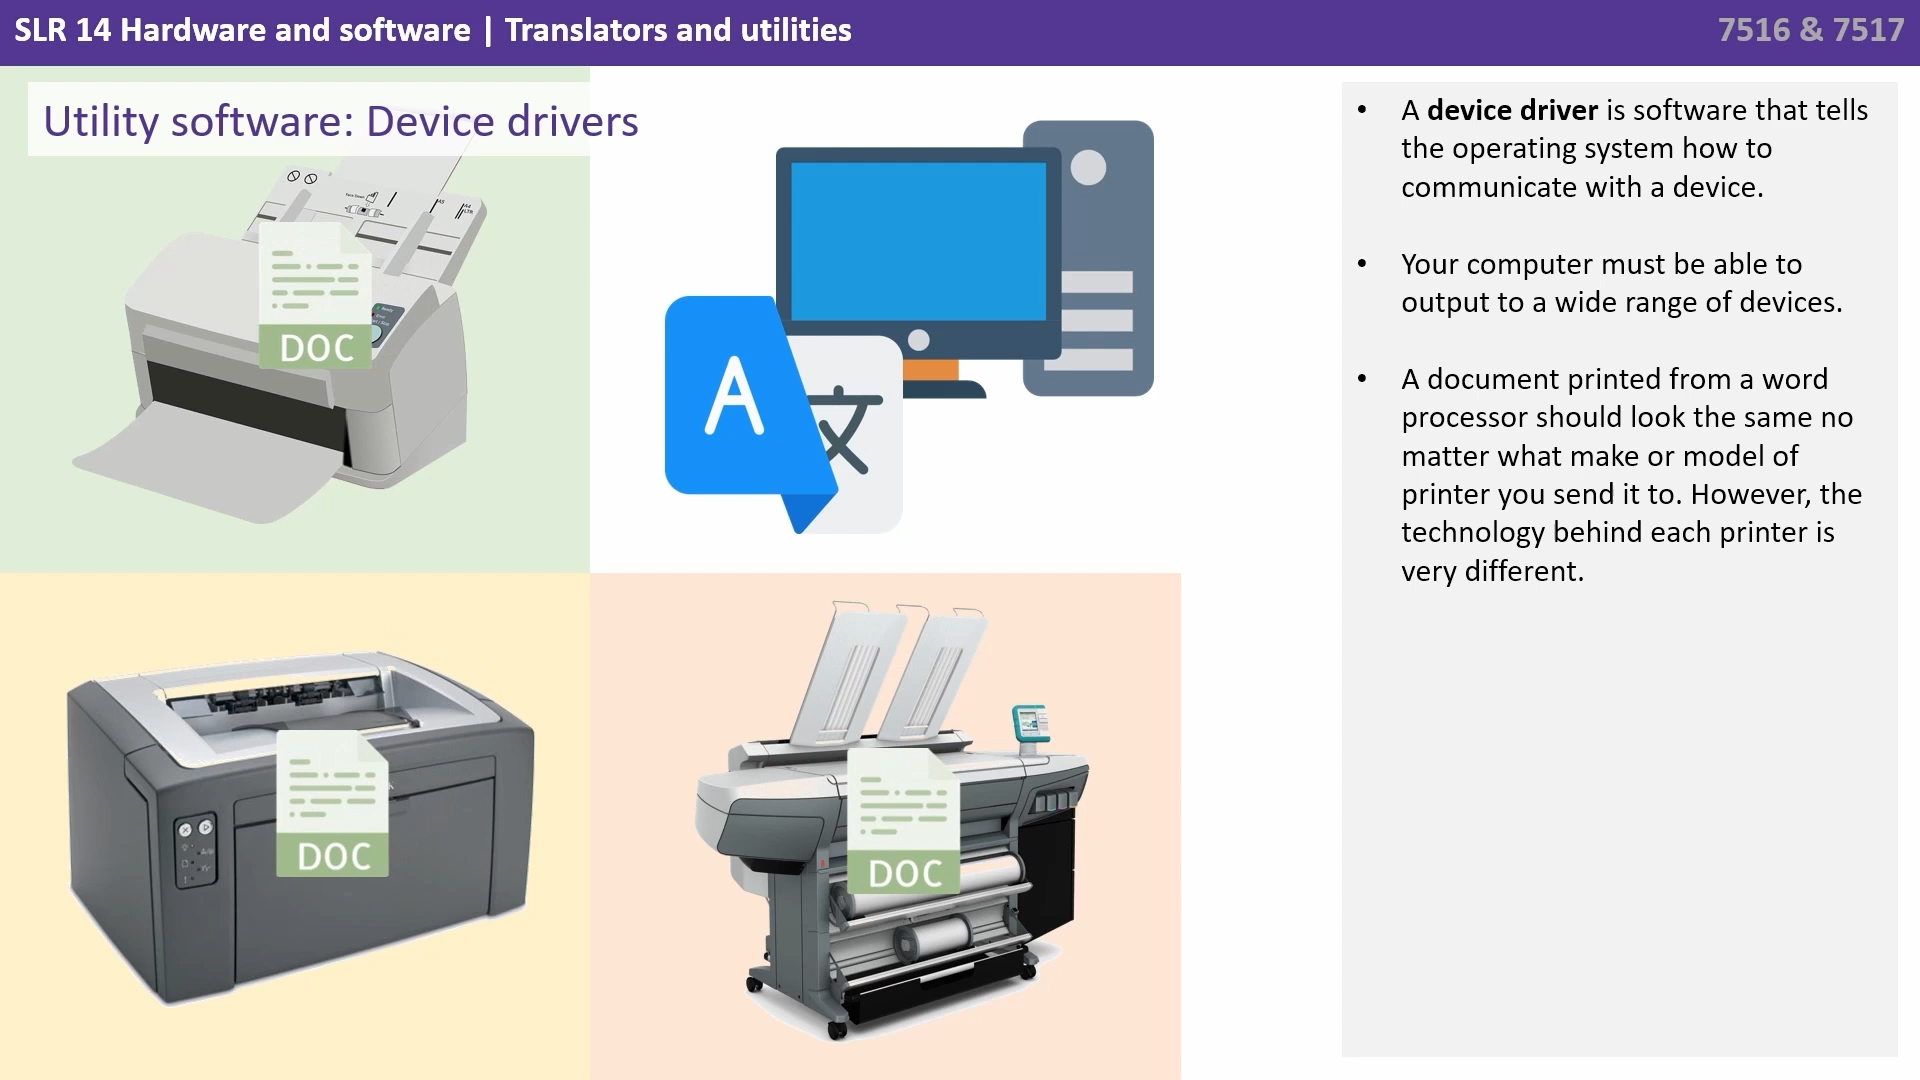 SLR 14 Hardware and software | Translators and utilities
7516 & 7517
Utility software: Device drivers
• A device driver is software that tells
the operating system how to
communicate with a device.
• Your computer must be able to
output to a wide range of devices.
• A document printed from a word
processor should look the same no
matter what make or model of
printer you send it to. However, the
technology behind each printer is
very different.
A5
A4
LTR
DOC
A
文
DOC
DOC